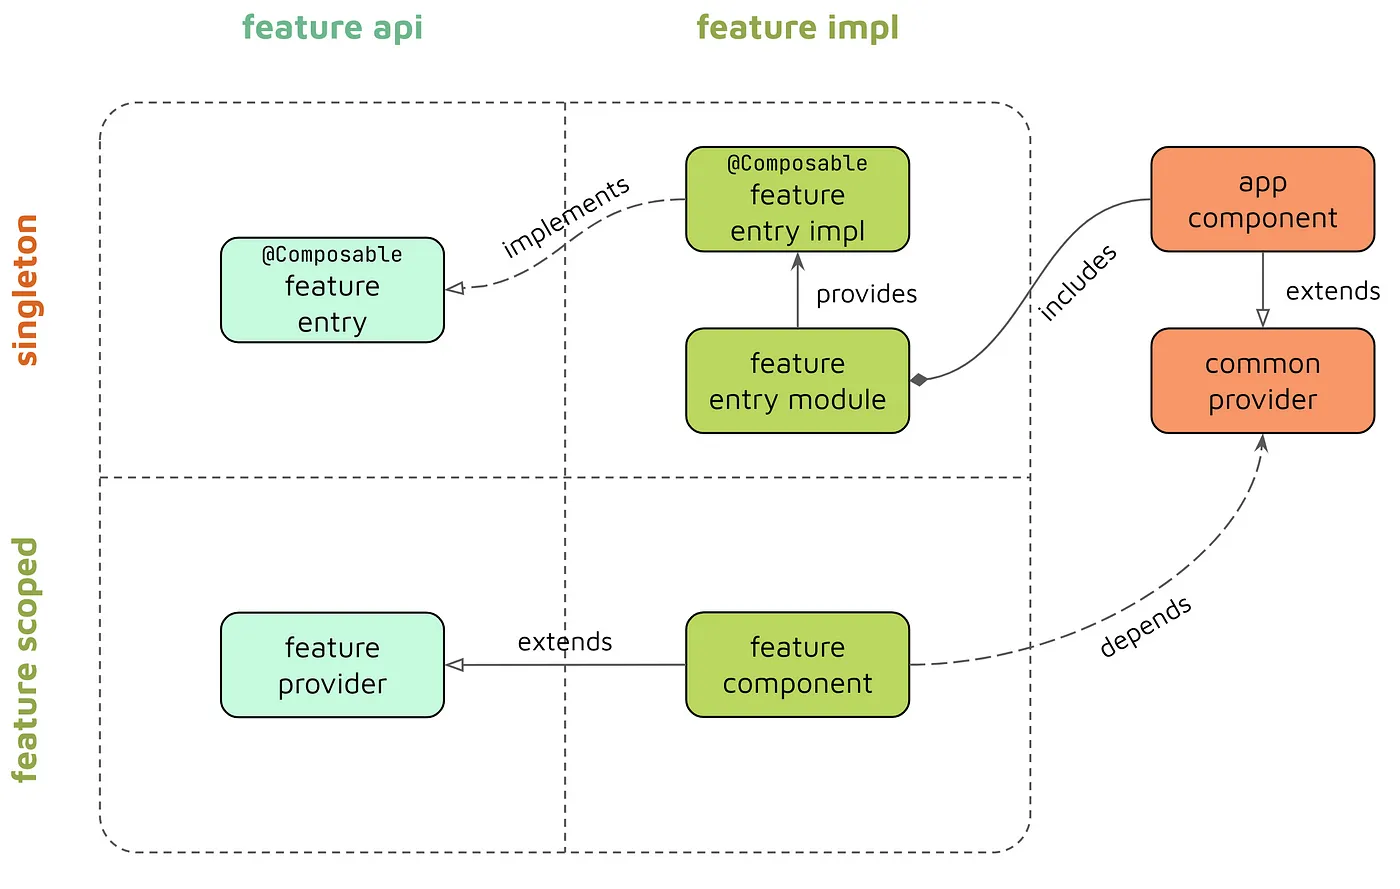 feature api
feature impl
singleton
feature scoped
@Composable
feature
entry
implements
@Composable
feature
entry impl
provides
feature
entry module
includes
app
component
extends
common
provider
feature
provider
extends
feature
component
depends